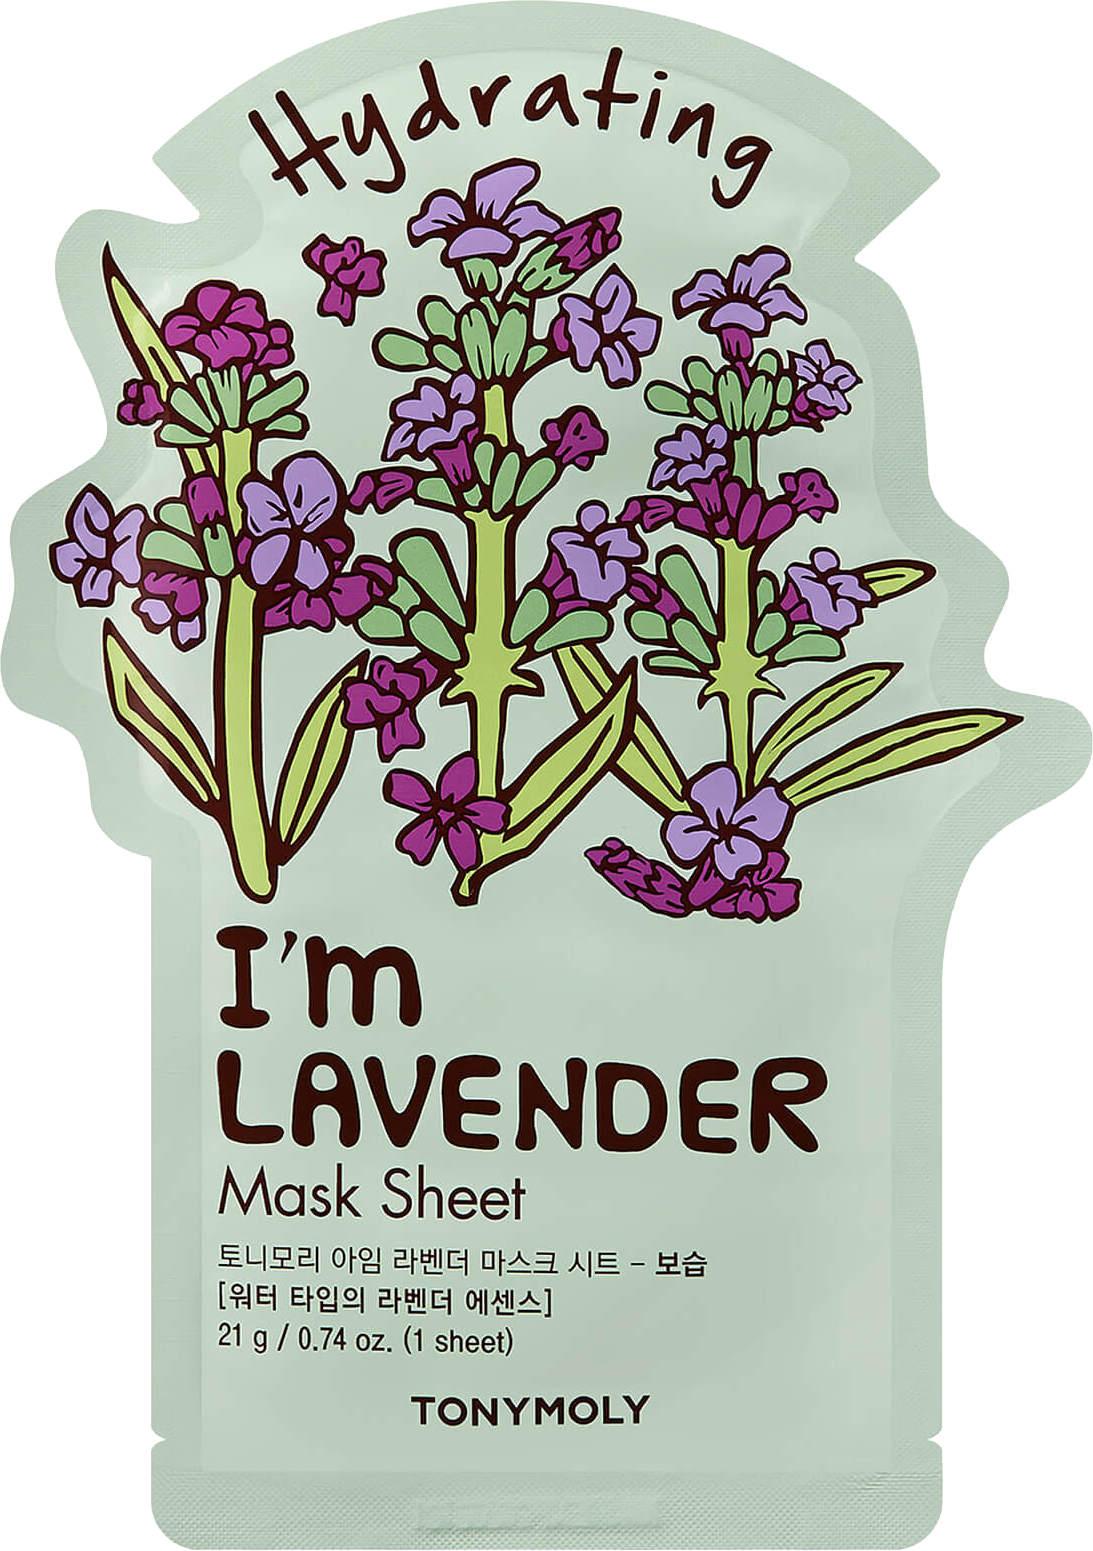 Hydrating
I'm
LAVENDER
Mask Sheet
토니모리 아임 라벤더 마스크 시트 - 보습
[워터 타입의 라벤더 에센스]
21 g / 0.74 oz. (1 sheet)
TONYMOLY